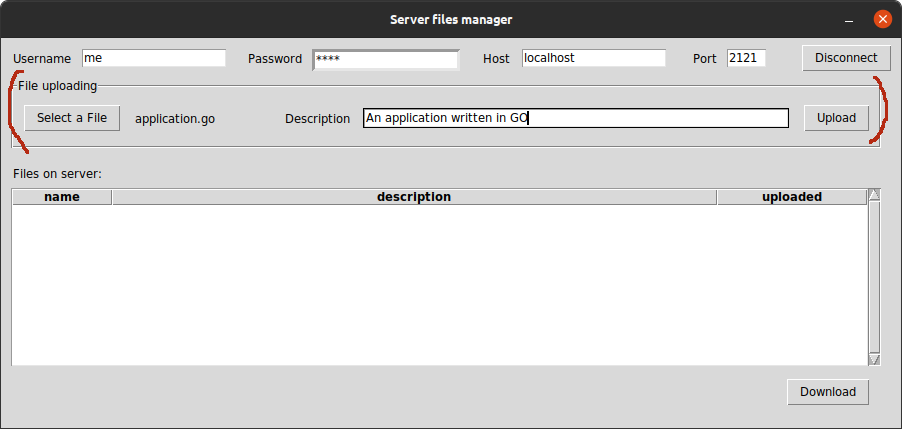 Server files manager
Username me Password **** Host localhost Port 2121 Disconnect
File uploading
Select a File application.go Description An application written in GO Upload
Files on server:
name description uploaded
Download